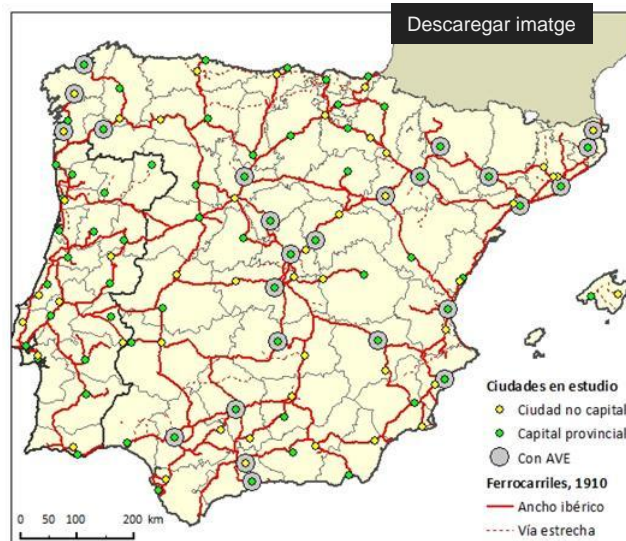 Descaregar imatge
Ciudades en estudio
Ciudad no capital
Capital provincial
Con AVE
Ferrocarriles, 1910
Ancho ibérico
Vía estrecha
0 50 100 200 km